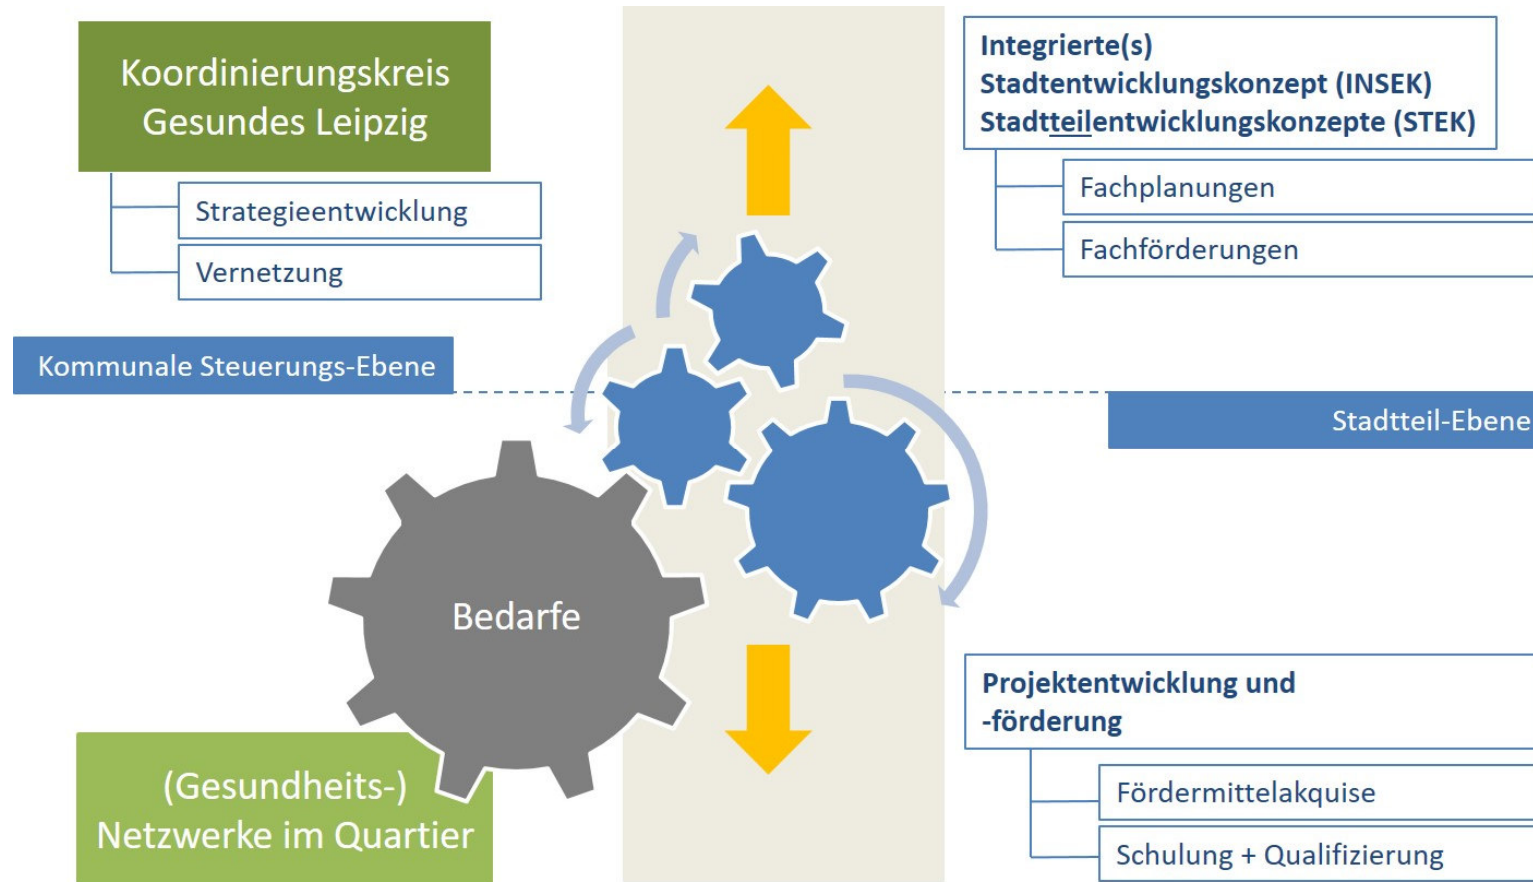 Koordinierungskreis
Gesundes Leipzig
Strategieentwicklung
Vernetzung
Integrierte(s)
Stadtentwicklungskonzept (INSEK)
Stadtteilentwicklungskonzepte (STEK)
Fachplanungen
Fachförderungen
Kommunale Steuerungs-Ebene
Stadtteil-Ebene
Bedarfe
(Gesundheits-)
Netzwerke im Quartier
Projektentwicklung und
-förderung
Fördermittelakquise
Schulung + Qualifizierung